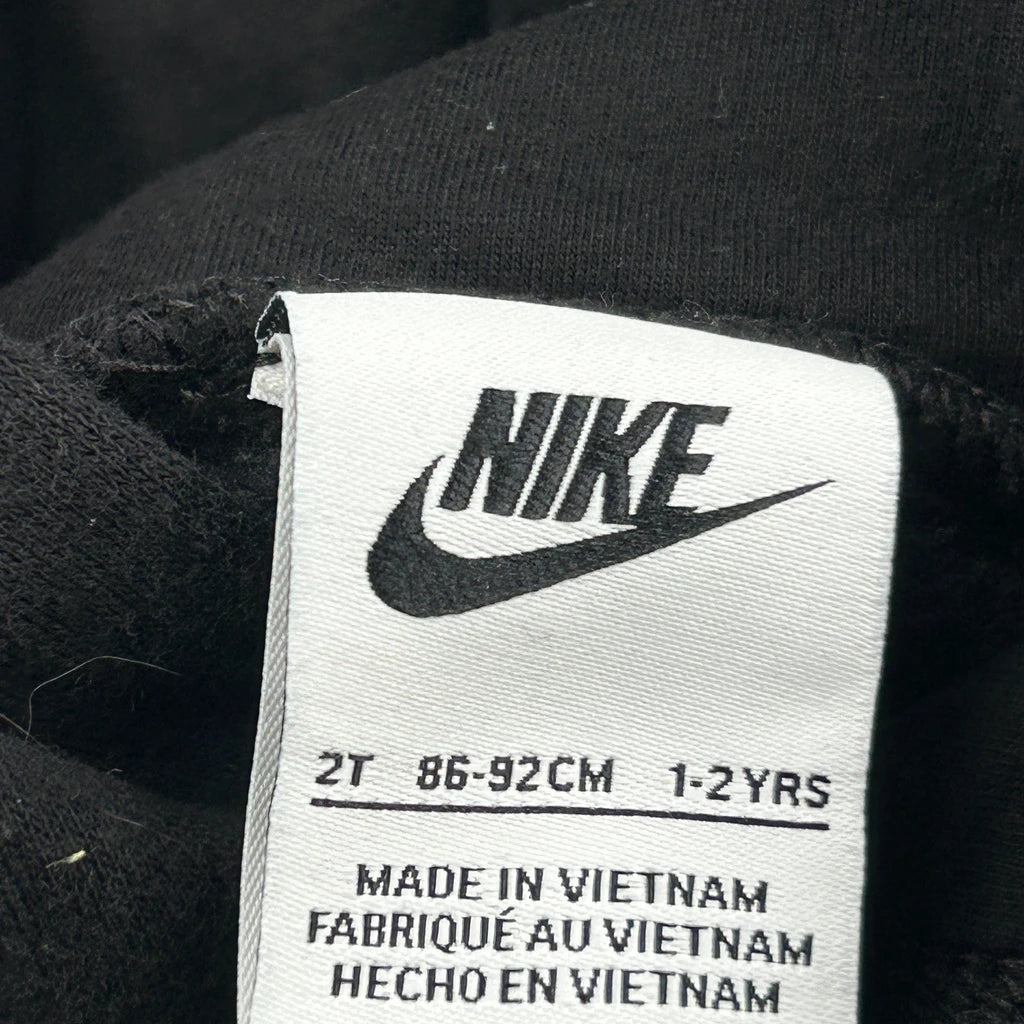 NIKE
2T 86-92CM 1-2YRS
MADE IN VIETNAM
FABRIQUÉ AU VIETNAM
HECHO EN VIETNAM